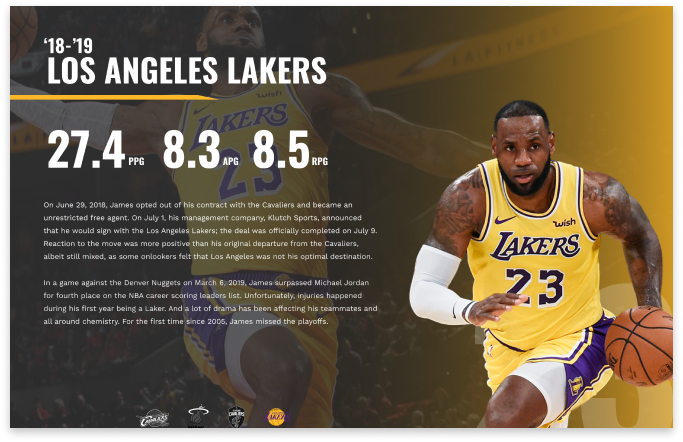 ‘18-’19
LOS ANGELES LAKERS
27.4 PPG 8.3 APG 8.5 RPG
On June 29, 2018, James opted out of his contract with the Cavaliers and became an
unrestricted free agent. On July 1, his management company, Klutch Sports, announced
that he would sign with the Los Angeles Lakers; the deal was officially completed on July 9.
Reaction to the move was more positive than his original departure from the Cavaliers,
albeit still mixed, as some onlookers felt that Los Angeles was not his optimal destination.
In a game against the Denver Nuggets on March 6, 2019, James surpassed Michael Jordan
for fourth place on the NBA career scoring leaders list. Unfortunately, injuries happened
during his first year being a Laker. And a lot of drama has been affecting his teammates and
all around chemistry. For the first time since 2005, James missed the playoffs.
wish
LAKERS
23
wish
LAKERS
23
CAVALIERS
LAKERS